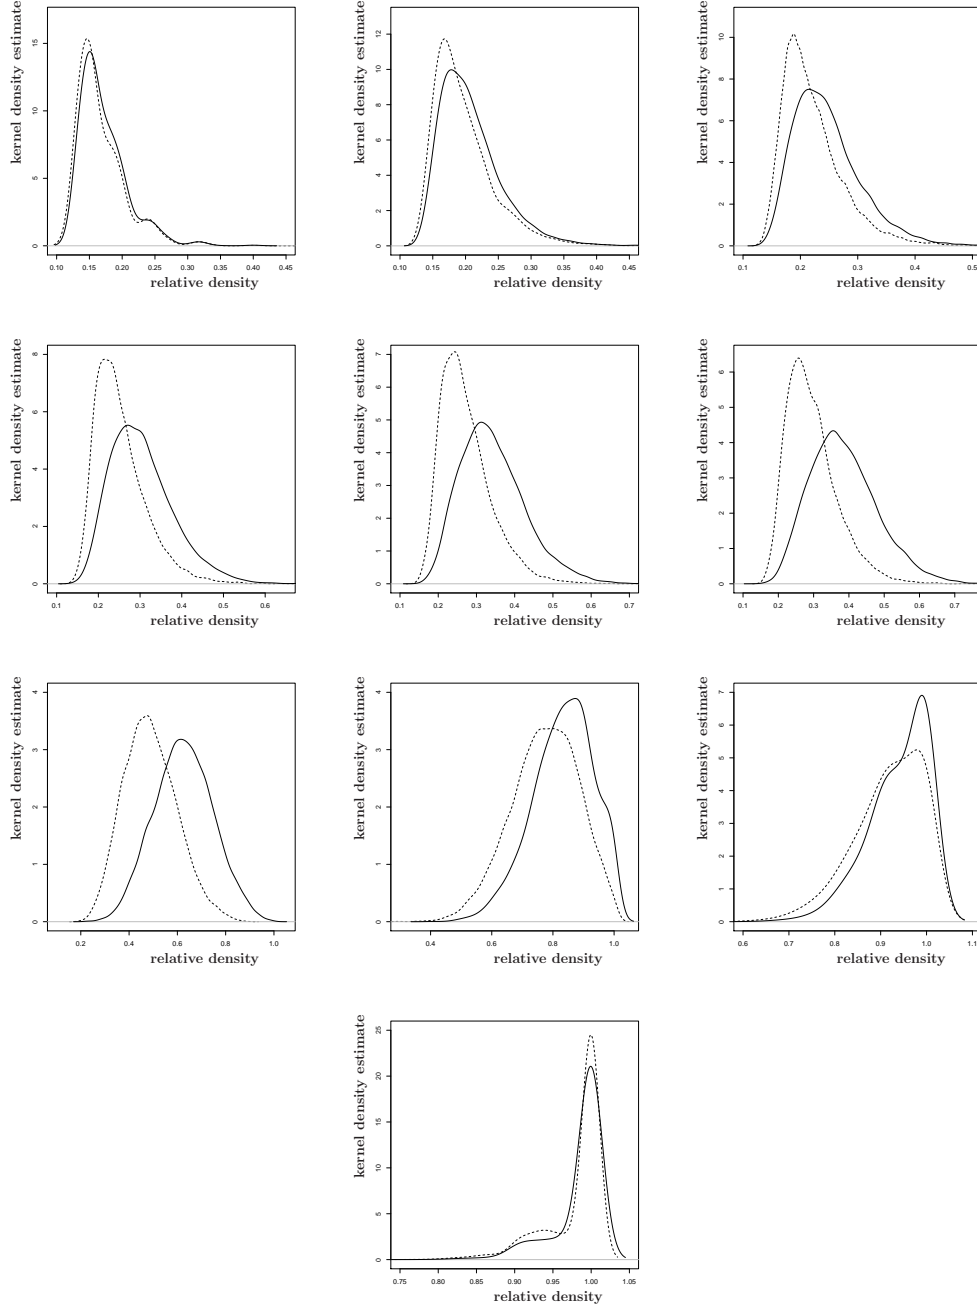 kernel density estimate
0 5 10 15
0.10 0.15 0.20 0.25 0.30 0.35 0.40 0.45
relative density
kernel density estimate
0 2 4 6 8 10 12
0.10 0.15 0.20 0.25 0.30 0.35 0.40 0.45
relative density
kernel density estimate
0 2 4 6 8 10
0.1 0.2 0.3 0.4 0.5
relative density
kernel density estimate
0 2 4 6 8
0.1 0.2 0.3 0.4 0.5 0.6
relative density
kernel density estimate
0 1 2 3 4 5 6 7
0.1 0.2 0.3 0.4 0.5 0.6 0.7
relative density
kernel density estimate
0 1 2 3 4 5 6
0.1 0.2 0.3 0.4 0.5 0.6 0.7
relative density
kernel density estimate
0 1 2 3 4
0.2 0.4 0.6 0.8 1.0
relative density
kernel density estimate
0 1 2 3 4
0.4 0.6 0.8 1.0
relative density
kernel density estimate
0 1 2 3 4 5 6 7
0.6 0.7 0.8 0.9 1.0 1.1
relative density
kernel density estimate
0 5 10 15 20 25
0.75 0.80 0.85 0.90 0.95 1.00 1.05
relative density